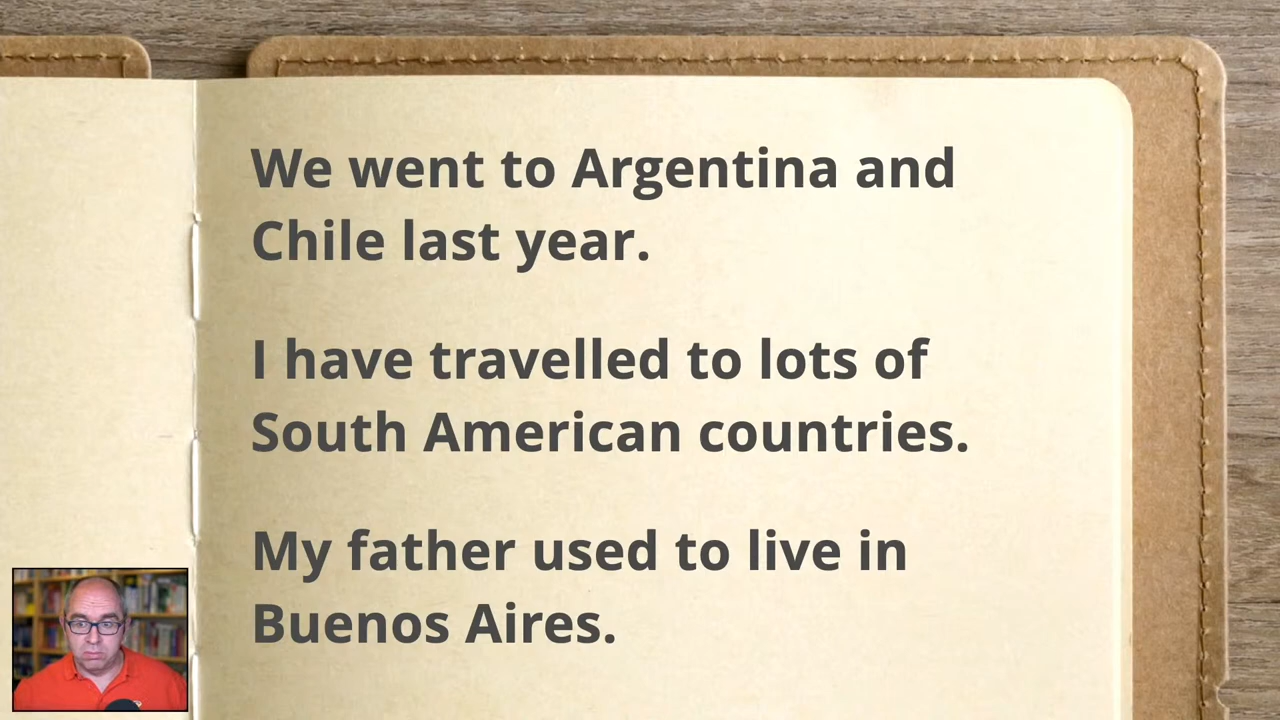 We went to Argentina and
Chile last year.
I have travelled to lots of
South American countries.
My father used to live in
Buenos Aires.